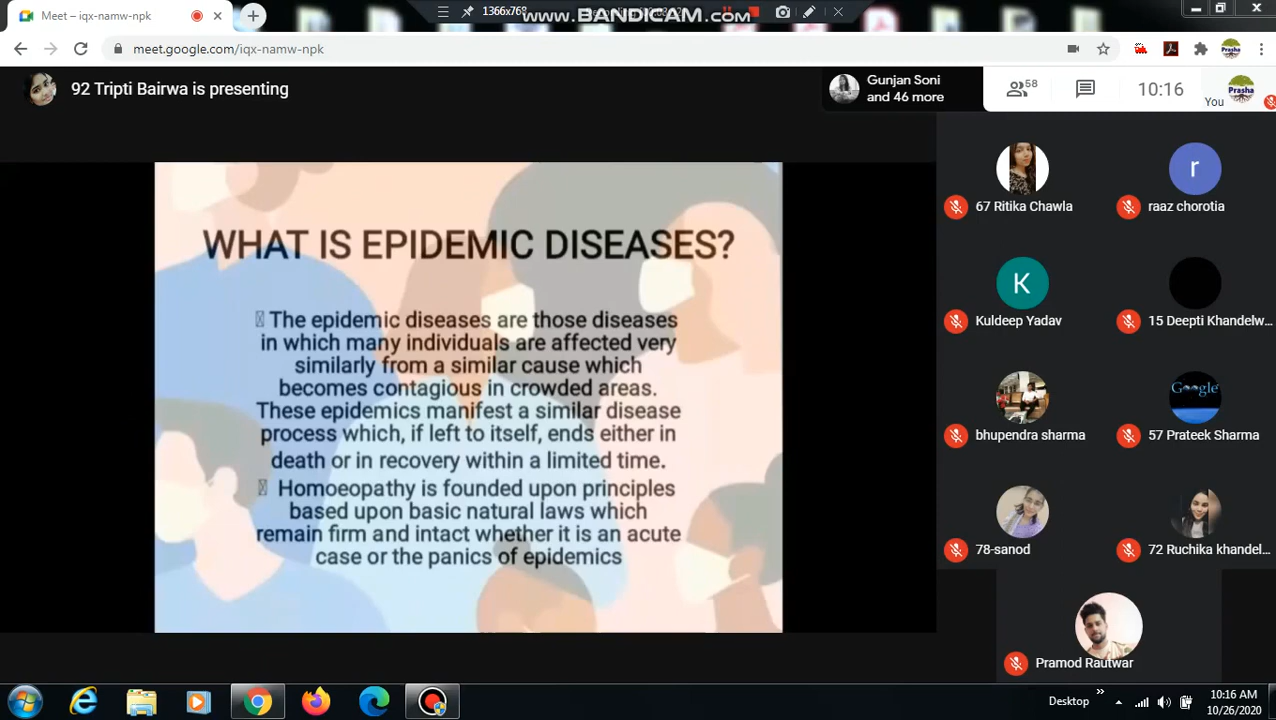 Meet – iqx-namw-npk
1366x768
www.BANDICAM.com
meet.google.com/iqx-namw-npk
Prasha
92 Tripti Bairwa is presenting
Gunjan Soni
and 46 more
58
10:16
You
Prasha
WHAT IS EPIDEMIC DISEASES?
The epidemic diseases are those diseases
in which many individuals are affected very
similarly from a similar cause which
becomes contagious in crowded areas.
These epidemics manifest a similar disease
process which, if left to itself, ends either in
death or in recovery within a limited time.
Homoeopathy is founded upon principles
based upon basic natural laws which
remain firm and intact whether it is an acute
case or the panics of epidemics
67 Ritika Chawla
r
raaz chorotia
K
Kuldeep Yadav
15 Deepti Khandelw...
bhupendra sharma
Google
57 Prateek Sharma
78-sanod
72 Ruchika khandel...
Pramod Rautwar
Desktop
10:16 AM
10/26/2020